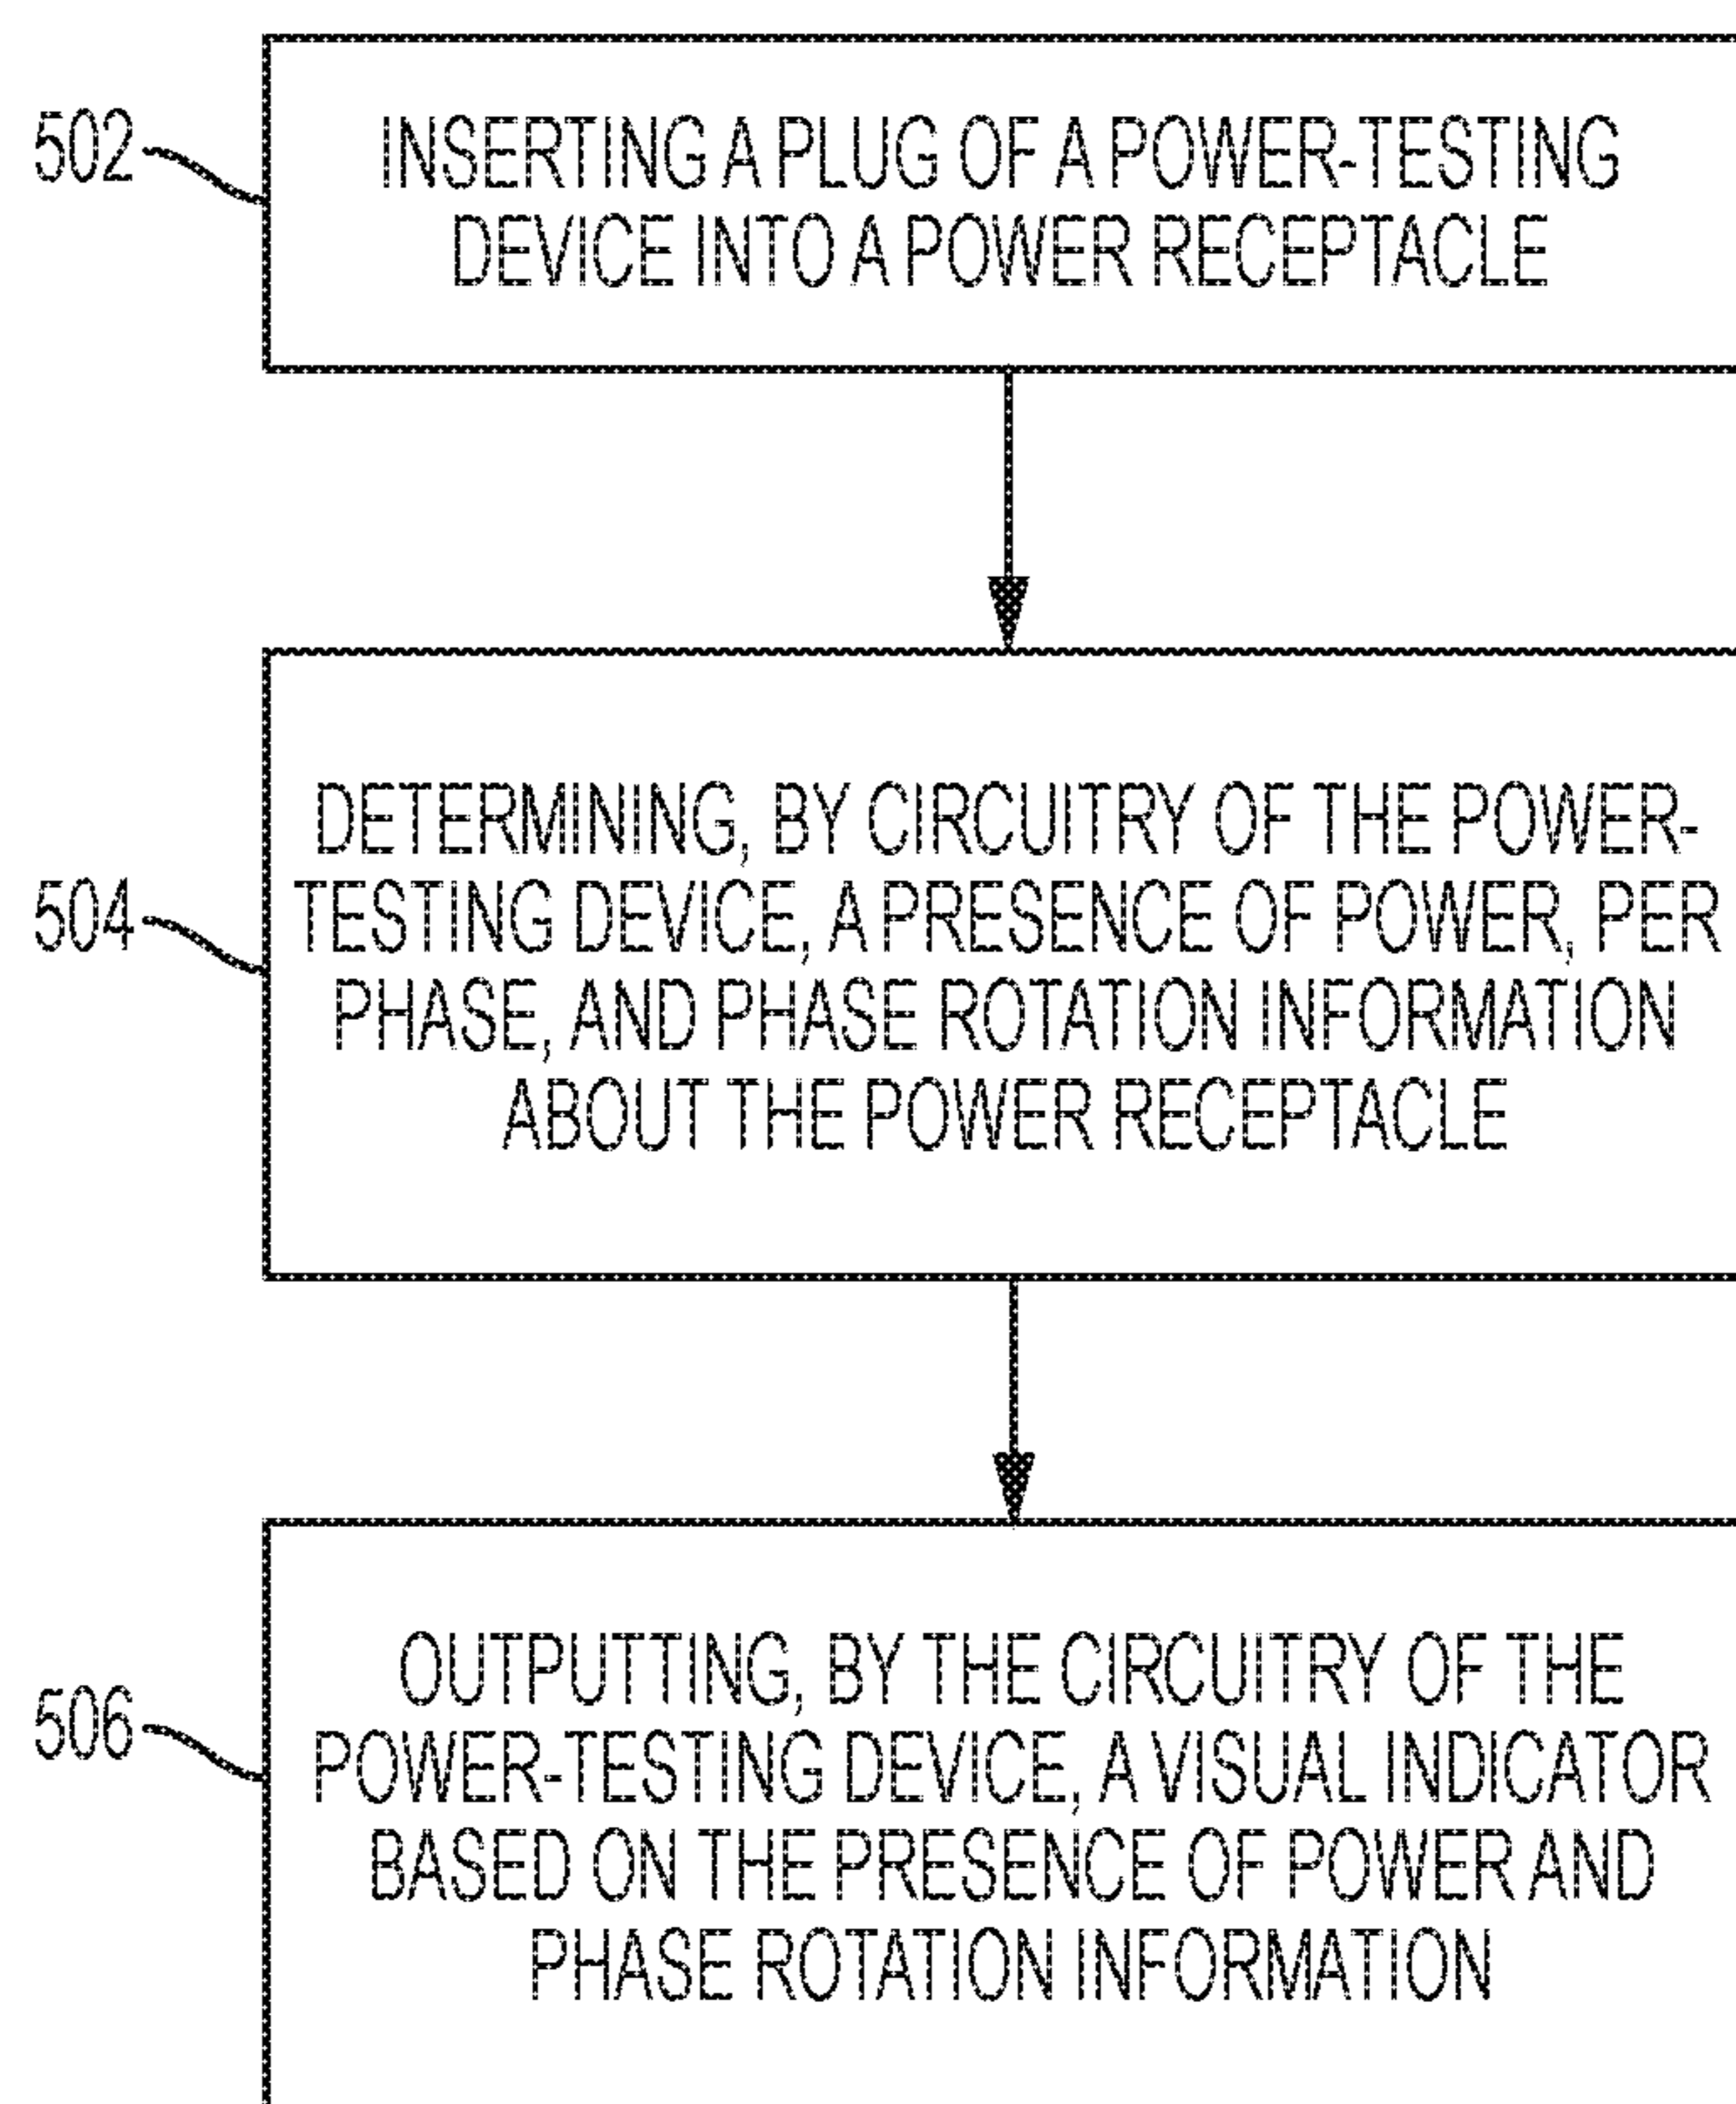 502
INSERTING A PLUG OF A POWER-TESTING
DEVICE INTO A POWER RECEPTACLE
504
DETERMINING, BY CIRCUITRY OF THE POWER-
TESTING DEVICE, A PRESENCE OF POWER, PER
PHASE, AND PHASE ROTATION INFORMATION
ABOUT THE POWER RECEPTACLE
506
OUTPUTTING, BY THE CIRCUITRY OF THE
POWER-TESTING DEVICE, A VISUAL INDICATOR
BASED ON THE PRESENCE OF POWER AND
PHASE ROTATION INFORMATION